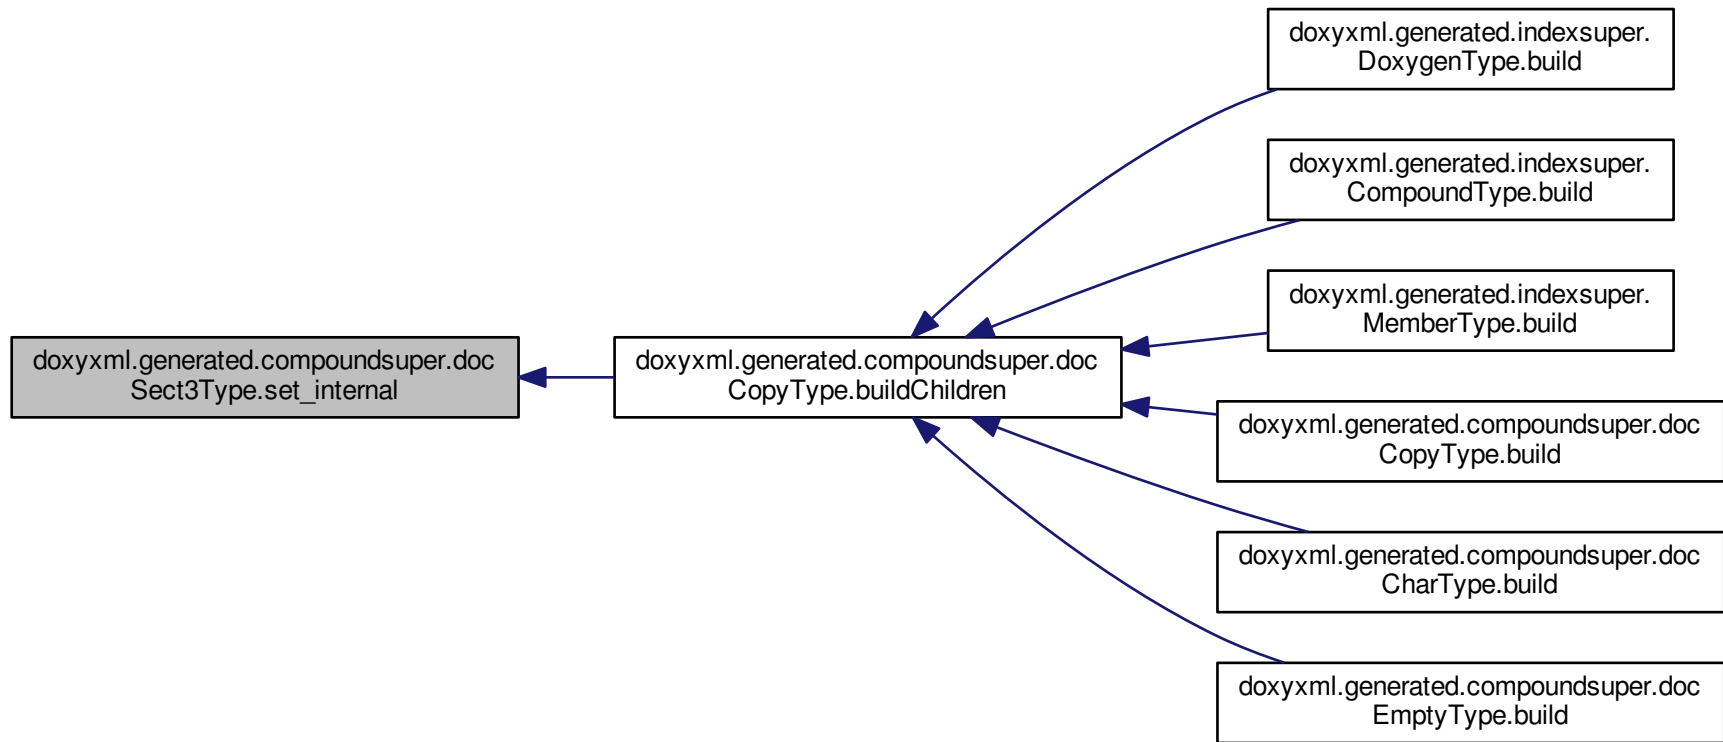 doxyxml.generated.compoundsuper.doc
Sect3Type.set_internal
doxyxml.generated.compoundsuper.doc
CopyType.buildChildren
doxyxml.generated.indexsuper.
DoxygenType.build
doxyxml.generated.indexsuper.
CompoundType.build
doxyxml.generated.indexsuper.
MemberType.build
doxyxml.generated.compoundsuper.doc
CopyType.build
doxyxml.generated.compoundsuper.doc
CharType.build
doxyxml.generated.compoundsuper.doc
EmptyType.build